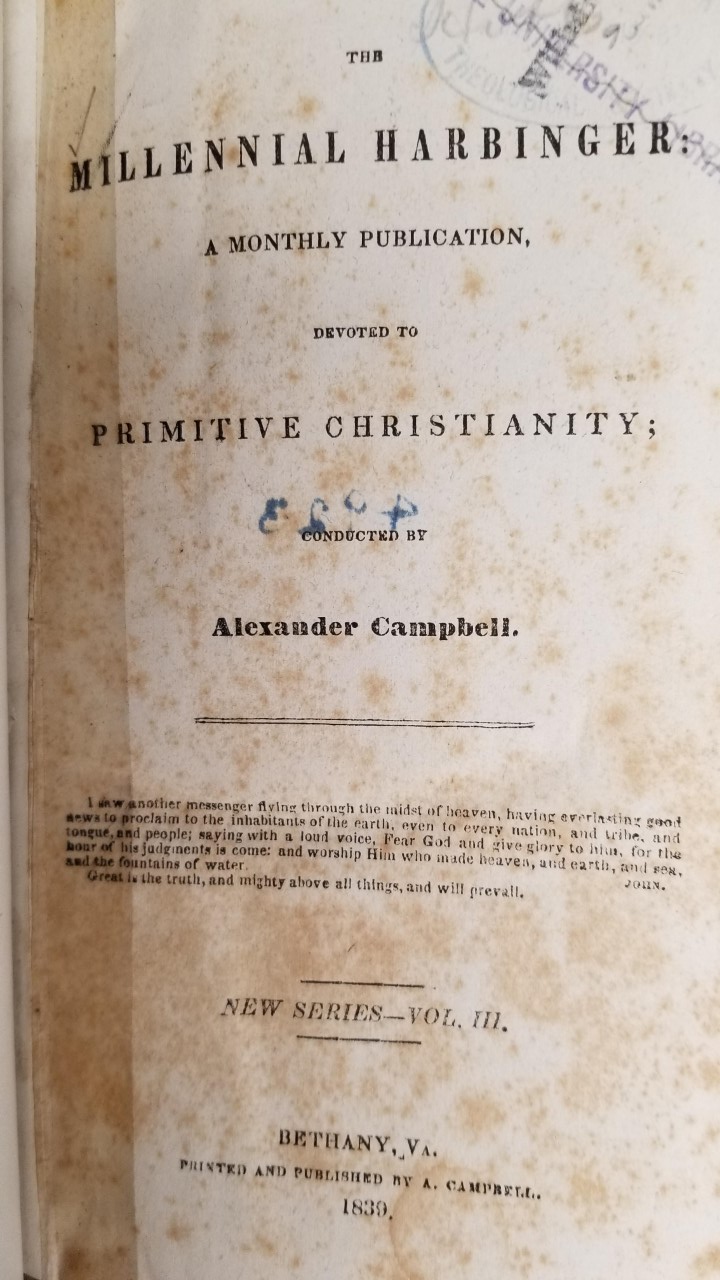 THE
MILLENNIAL HARBINGER:
A MONTHLY PUBLICATION,
DEVOTED TO
PRIMITIVE CHRISTIANITY;
CONDUCTED BY
Alexander Campbell.
I saw another messenger flying through the midst of heaven, having everlasting good
news to proclaim to the inhabitants of the earth, even to every nation, and tribe, and
tongue, and people; saying with a loud voice, Fear God and give glory to him, for the
hour of his judgments is come: and worship Him who made heaven, and earth, and sea,
and the fountains of water. JOHN.
Great is the truth, and mighty above all things, and will prevail.
NEW SERIES—VOL. III.
BETHANY, VA.
PRINTED AND PUBLISHED BY A. CAMPBELL.
1839.